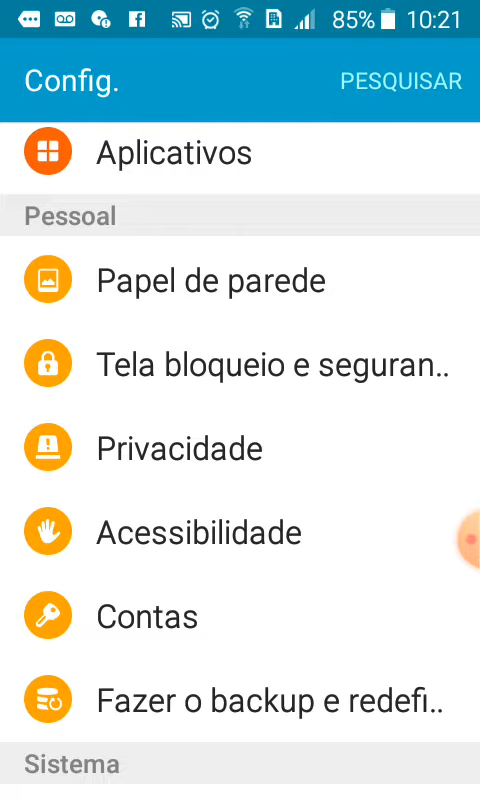 85% 10:21
Config. PESQUISAR
Aplicativos
Pessoal
Papel de parede
Tela bloqueio e seguran..
Privacidade
Acessibilidade
Contas
Fazer o backup e redefi..
Sistema